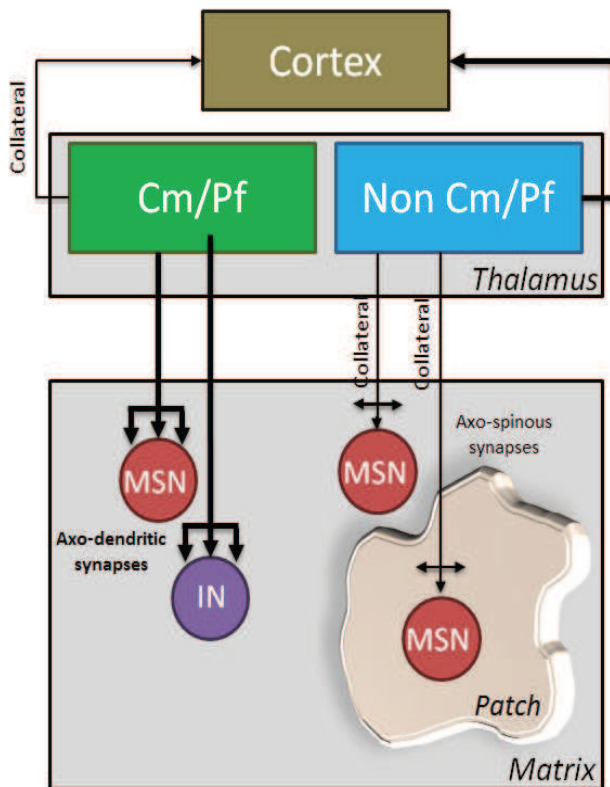 Cortex
Collateral
Cm/Pf
Non Cm/Pf
Thalamus
Collateral
Collateral
Axo-spinous
synapses
MSN
MSN
Axo-dendritic
synapses
IN
MSN
Patch
Matrix